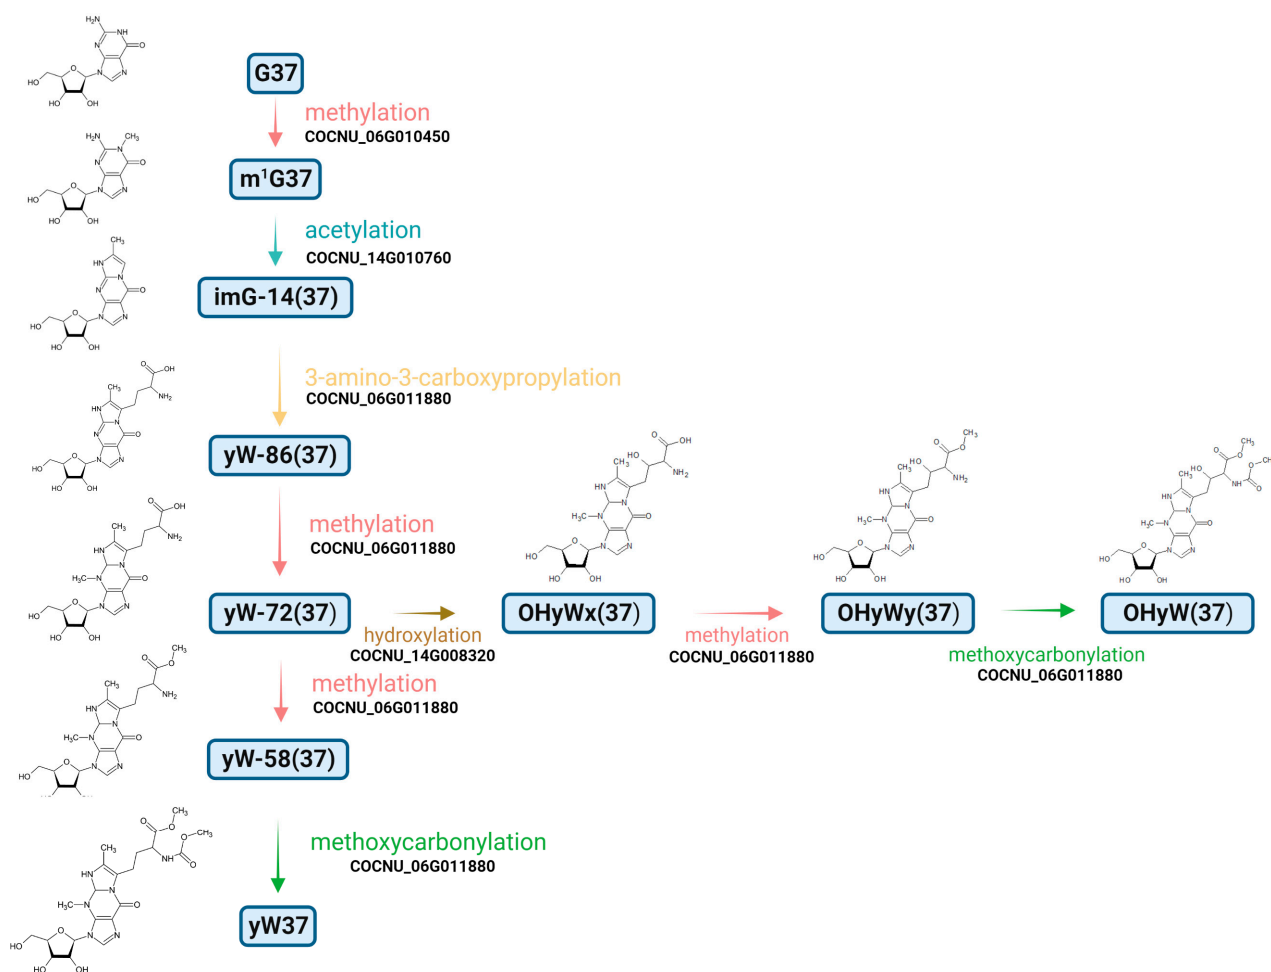 G37
methylation
COCNU_06G010450
m¹G37
acetylation
COCNU_14G010760
imG-14(37)
3-amino-3-carboxypropylation
COCNU_06G011880
yW-86(37)
methylation
COCNU_06G011880
yW-72(37)
hydroxylation
COCNU_14G008320
OHyWx(37)
methylation
COCNU_06G011880
OHyWy(37)
methoxycarbonylation
COCNU_06G011880
OHyW(37)
methylation
COCNU_06G011880
yW-58(37)
methoxycarbonylation
COCNU_06G011880
yW37